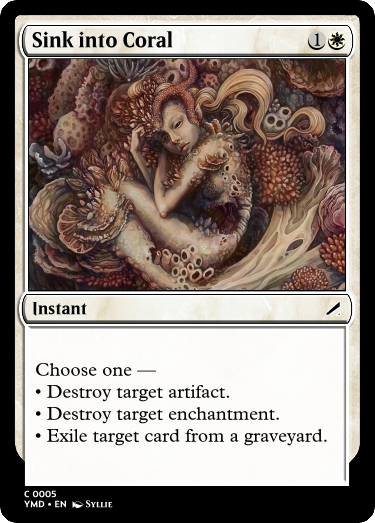 Sink into Coral 1
Instant
Choose one —
• Destroy target artifact.
• Destroy target enchantment.
• Exile target card from a graveyard.
C 0005
YMD • EN SYLLIE